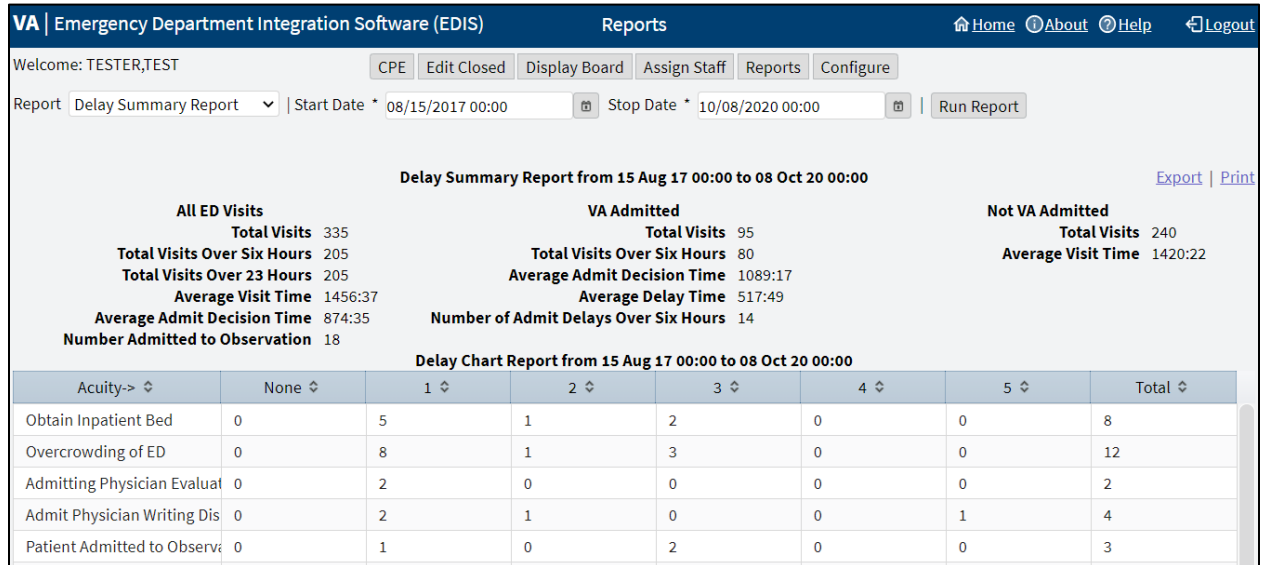 VA | Emergency Department Integration Software (EDIS) Reports Home About Help Logout
Welcome: TESTER,TEST CPE Edit Closed Display Board Assign Staff Reports Configure
Report Delay Summary Report | Start Date * 08/15/2017 00:00 Stop Date * 10/08/2020 00:00 | Run Report
Delay Summary Report from 15 Aug 17 00:00 to 08 Oct 20 00:00 Export | Print
All ED Visits VA Admitted Not VA Admitted
Total Visits 335 Total Visits 95 Total Visits 240
Total Visits Over Six Hours 205 Total Visits Over Six Hours 80 Average Visit Time 1420:22
Total Visits Over 23 Hours 205 Average Admit Decision Time 1089:17
Average Visit Time 1456:37 Average Delay Time 517:49
Average Admit Decision Time 874:35 Number of Admit Delays Over Six Hours 14
Number Admitted to Observation 18
Delay Chart Report from 15 Aug 17 00:00 to 08 Oct 20 00:00
Acuity-> None 1 2 3 4 5 Total
Obtain Inpatient Bed 0 5 1 2 0 0 8
Overcrowding of ED 0 8 1 3 0 0 12
Admitting Physician Evaluat 0 2 0 0 0 0 2
Admit Physician Writing Dis 0 2 1 0 0 1 4
Patient Admitted to Observa 0 1 0 2 0 0 3